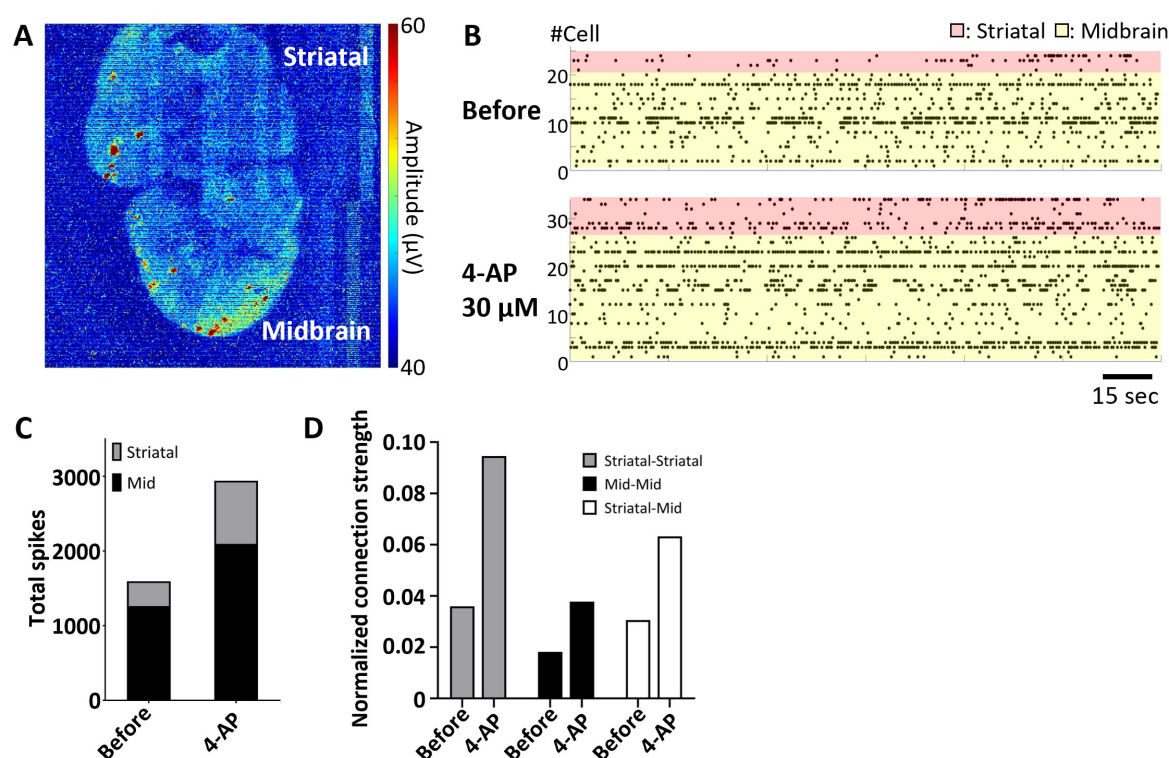 A
Striatal
Midbrain
60
Amplitude (μV)
40
B
#Cell
: Striatal : Midbrain
Before
20
10
0
4-AP
30 μM
30
20
10
0
15 sec
C
Striatal
Mid
Total spikes
3000
2000
1000
0
Before
4-AP
D
Normalized connection strength
0.10
0.08
0.06
0.04
0.02
0
Striatal-Striatal
Mid-Mid
Striatal-Mid
Before
4-AP
Before
4-AP
Before
4-AP